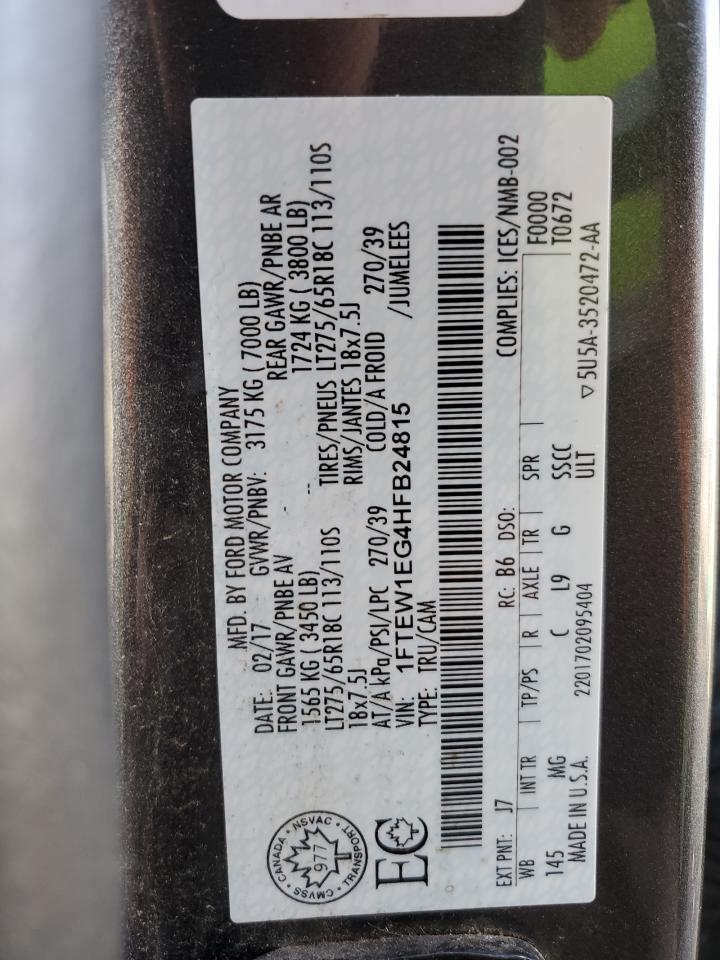 MFD. BY FORD MOTOR COMPANY
DATE: 02/17 GVWR/PNBV: 3175 KG ( 7000 LB)
FRONT GAWR/PNBE AV REAR GAWR/PNBE AR
1565 KG ( 3450 LB) -- 1724 KG ( 3800 LB)
LT275/65R18C 113/110S TIRES/PNEUS LT275/65R18C 113/110S
18x7.5J RIMS/JANTES 18x7.5J
AT/A kPa/PSI/LPC 270/39 COLD/A FROID 270/39
VIN: 1FTEW1EG4HFB24815 /JUMELEES
TYPE: TRU/CAM
CMVSS • CANADA • NSVAC • TRANSPORT •
977
EC
EXT PNT: J7 RC: B6 DSO: COMPLIES: ICES/NMB-002
WB | INT TR | TP/PS | R | AXLE | TR | SPR | F0000
T0672
145 MG C L9 G SSCC
ULT
MADE IN U.S.A. 2201702095404 ▽ 5U5A-3520472-AA